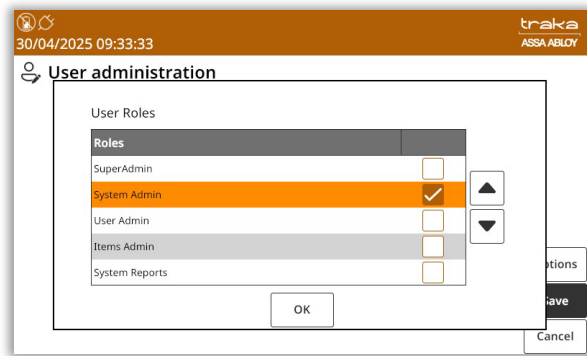 traka
30/04/2025 09:33:33
ASSA ABLOY
User administration
User Roles
Roles
SuperAdmin
System Admin
User Admin
Items Admin
System Reports
OK
ptions
ave
Cancel